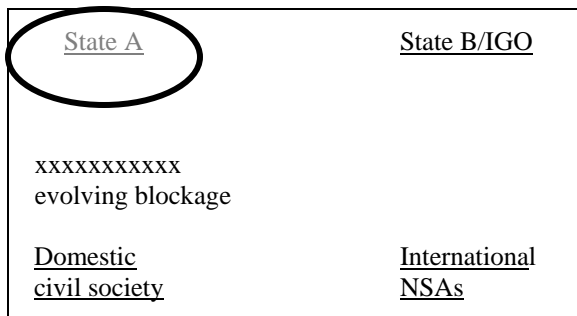 State A State B/IGO
xxxxxxxxxxx
evolving blockage
Domestic International
civil society NSAs